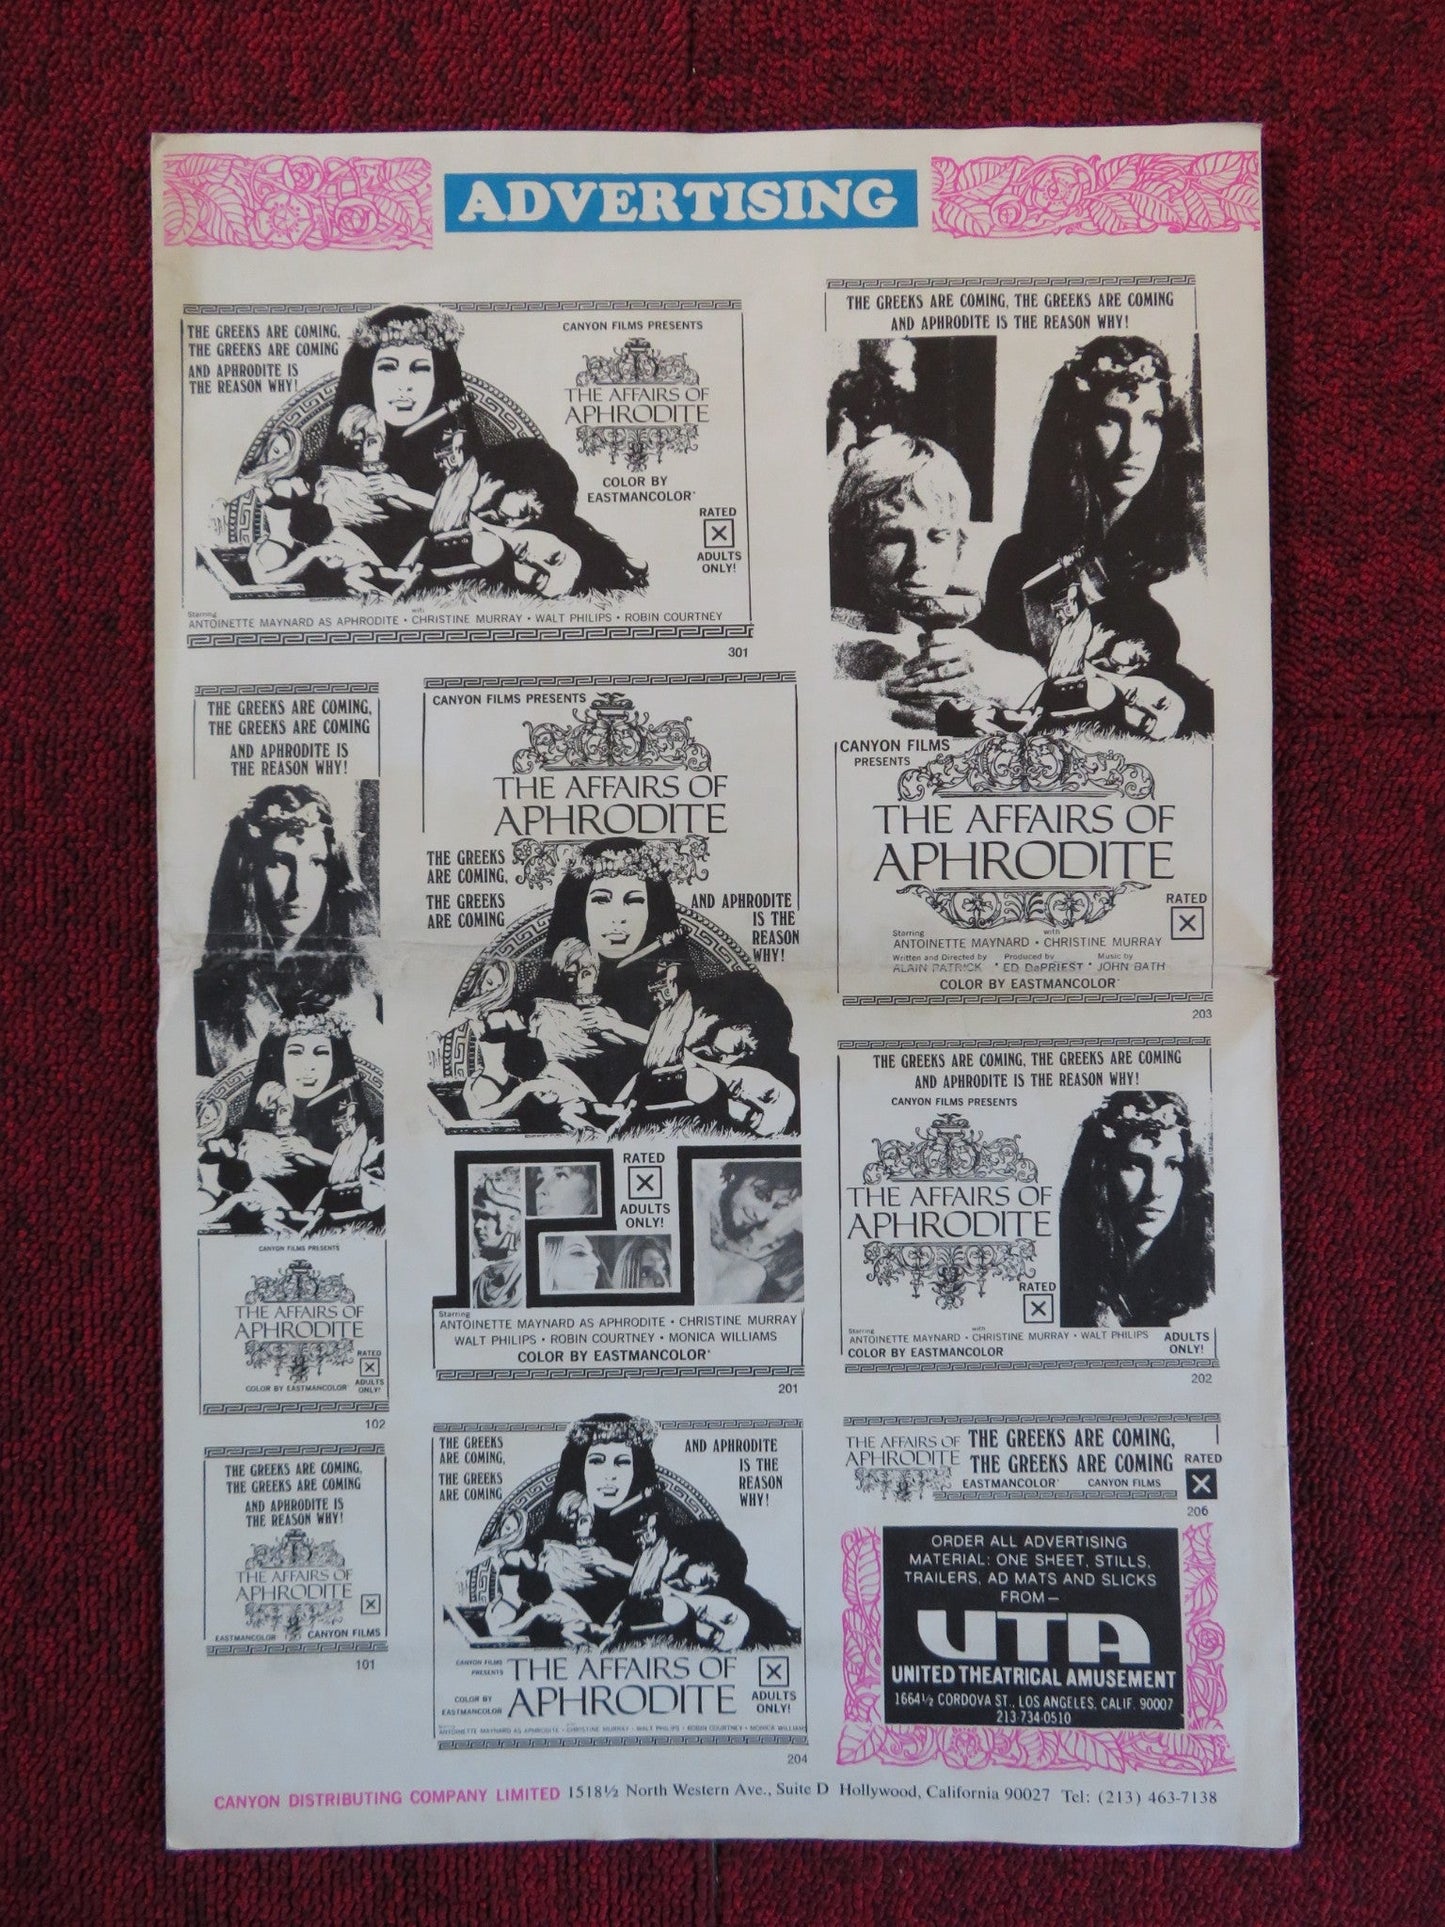 ADVERTISING
THE GREEKS ARE COMING,
THE GREEKS ARE COMING
AND APHRODITE IS
THE REASON WHY!
CANYON FILMS PRESENTS
THE AFFAIRS OF
APHRODITE
COLOR BY
EASTMANCOLOR
RATED
X
ADULTS
ONLY!
Starring
with
ANTOINETTE MAYNARD AS APHRODITE • CHRISTINE MURRAY • WALT PHILIPS • ROBIN COURTNEY
301
THE GREEKS ARE COMING, THE GREEKS ARE COMING
AND APHRODITE IS THE REASON WHY!
CANYON FILMS
PRESENTS
THE AFFAIRS OF
APHRODITE
RATED
X
Starring
with
ANTOINETTE MAYNARD • CHRISTINE MURRAY
Written and Directed by Produced by Music by
ALAIN PATRICK • ED DePRIEST • JOHN BATH
COLOR BY EASTMANCOLOR
203
THE GREEKS ARE COMING,
THE GREEKS ARE COMING
AND APHRODITE IS
THE REASON WHY!
CANYON FILMS PRESENTS
THE AFFAIRS OF
APHRODITE
COLOR BY EASTMANCOLOR
RATED
X
ADULTS
ONLY!
102
CANYON FILMS PRESENTS
THE AFFAIRS OF
APHRODITE
THE GREEKS
ARE COMING,
THE GREEKS
ARE COMING
AND APHRODITE
IS THE
REASON
WHY!
RATED
X
ADULTS
ONLY!
Starring
ANTOINETTE MAYNARD AS APHRODITE • CHRISTINE MURRAY
WALT PHILIPS • ROBIN COURTNEY • MONICA WILLIAMS
COLOR BY EASTMANCOLOR
201
THE GREEKS ARE COMING, THE GREEKS ARE COMING
AND APHRODITE IS THE REASON WHY!
CANYON FILMS PRESENTS
THE AFFAIRS OF
APHRODITE
RATED
X
Starring
with
ANTOINETTE MAYNARD • CHRISTINE MURRAY • WALT PHILIPS
COLOR BY EASTMANCOLOR
ADULTS
ONLY!
202
THE GREEKS ARE COMING,
THE GREEKS ARE COMING
AND APHRODITE IS
THE REASON WHY!
THE AFFAIRS OF
APHRODITE
X
EASTMANCOLOR CANYON FILMS
101
THE GREEKS
ARE COMING,
THE GREEKS
ARE COMING
AND APHRODITE
IS THE
REASON
WHY!
CANYON FILMS
PRESENTS
THE AFFAIRS OF
APHRODITE
COLOR BY
EASTMANCOLOR
X
ADULTS
ONLY!
ANTOINETTE MAYNARD AS APHRODITE • CHRISTINE MURRAY • WALT PHILIPS • ROBIN COURTNEY • MONICA WILLIAMS
204
THE AFFAIRS OF
APHRODITE
THE GREEKS ARE COMING,
THE GREEKS ARE COMING
EASTMANCOLOR CANYON FILMS
RATED
X
206
ORDER ALL ADVERTISING
MATERIAL: ONE SHEET, STILLS,
TRAILERS, AD MATS AND SLICKS
FROM—
UTA
UNITED THEATRICAL AMUSEMENT
1664½ CORDOVA ST., LOS ANGELES, CALIF. 90007
213-734-0510
CANYON DISTRIBUTING COMPANY LIMITED 1518½ North Western Ave., Suite D Hollywood, California 90027 Tel: (213) 463-7138